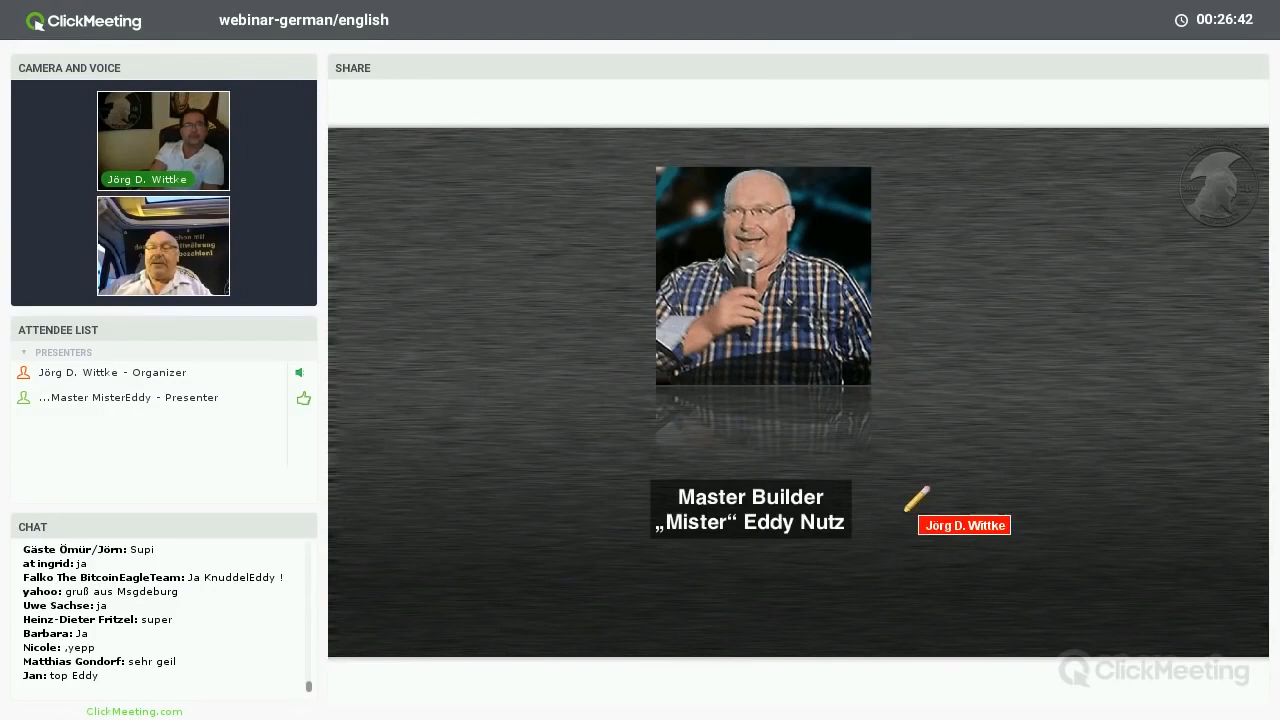 ClickMeeting
webinar-german/english
00:26:42
CAMERA AND VOICE
Jörg D. Wittke
ATTENDEE LIST
PRESENTERS
Jörg D. Wittke - Organizer
...Master MisterEddy - Presenter
CHAT
Gäste Ömür/Jörn: Supi
at ingrid: ja
Falko The BitcoinEagleTeam: Ja KnuddelEddy !
yahoo: gruß aus Msgdeburg
Uwe Sachse: ja
Heinz-Dieter Fritzel: super
Barbara: Ja
Nicole: ,yepp
Matthias Gondorf: sehr geil
Jan: top Eddy
ClickMeeting.com
SHARE
Master Builder
„Mister“ Eddy Nutz
Jörg D. Wittke
ClickMeeting